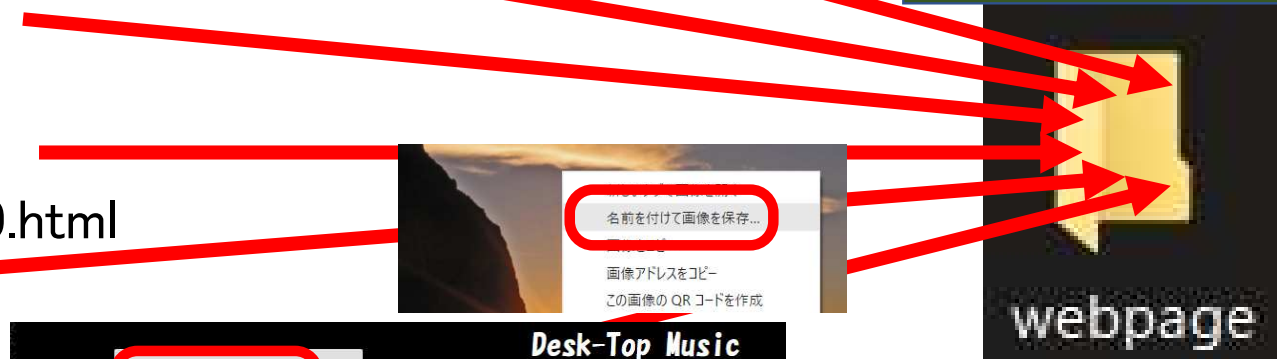 .html
名前を付けて画像を保存...
画像アドレスをコピー
この画像の QR コードを作成
webpage
Desk-Top Music